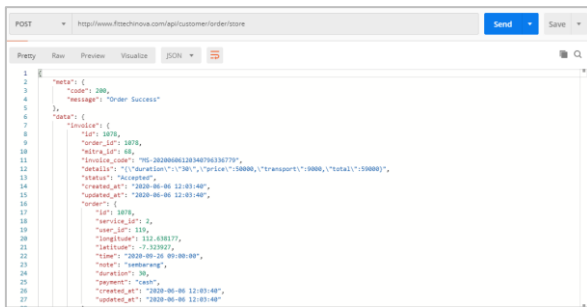 POST http://www.fittechinova.com/api/customer/order/store Send Save
Pretty Raw Preview Visualize JSON
1 {
2 "meta": {
3 "code": 200,
4 "message": "Order Success"
5 },
6 "data": {
7 "invoice": {
8 "id": 1078,
9 "order_id": 1078,
10 "mitra_id": 68,
11 "invoice_code": "MS-20200606120340796336779",
12 "details": "{\"duration\":\"30\",\"price\":50000,\"transport\":9000,\"total\":59000}",
13 "status": "Accepted",
14 "created_at": "2020-06-06 12:03:40",
15 "updated_at": "2020-06-06 12:03:40",
16 "order": {
17 "id": 1078,
18 "service_id": 2,
19 "user_id": 119,
20 "longitude": 112.638177,
21 "latitude": -7.323927,
22 "time": "2020-09-26 09:00:00",
23 "note": "sembarang",
24 "duration": 30,
25 "payment": "cash",
26 "created_at": "2020-06-06 12:03:40",
27 "updated_at": "2020-06-06 12:03:40"